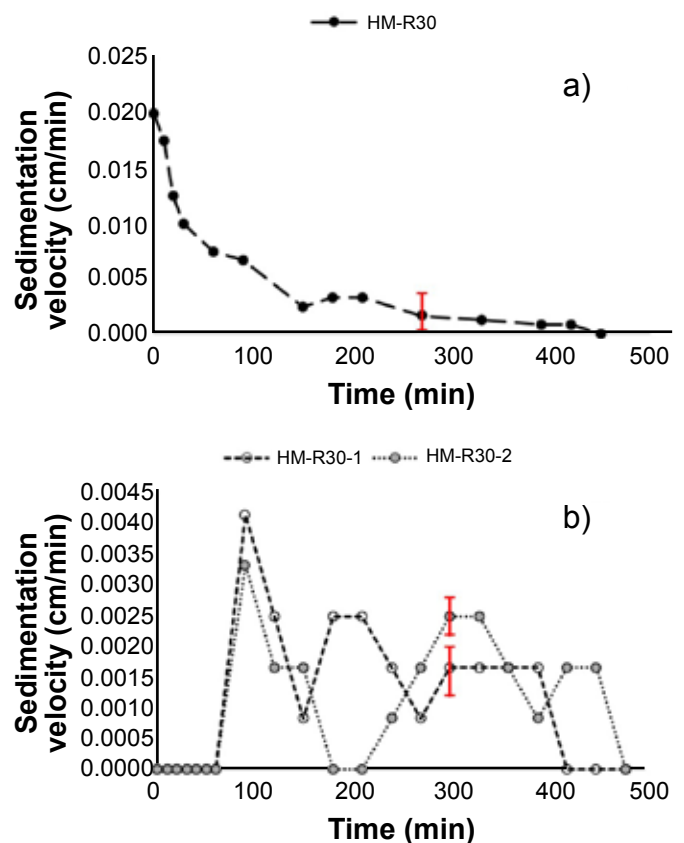 HM-R30
a)
0.025
0.020
0.015
0.010
0.005
0.000
Sedimentation
velocity (cm/min)
0 100 200 300 400 500
Time (min)
HM-R30-1 HM-R30-2
b)
0.0045
0.0040
0.0035
0.0030
0.0025
0.0020
0.0015
0.0010
0.0005
0.0000
Sedimentation
velocity (cm/min)
0 100 200 300 400 500
Time (min)